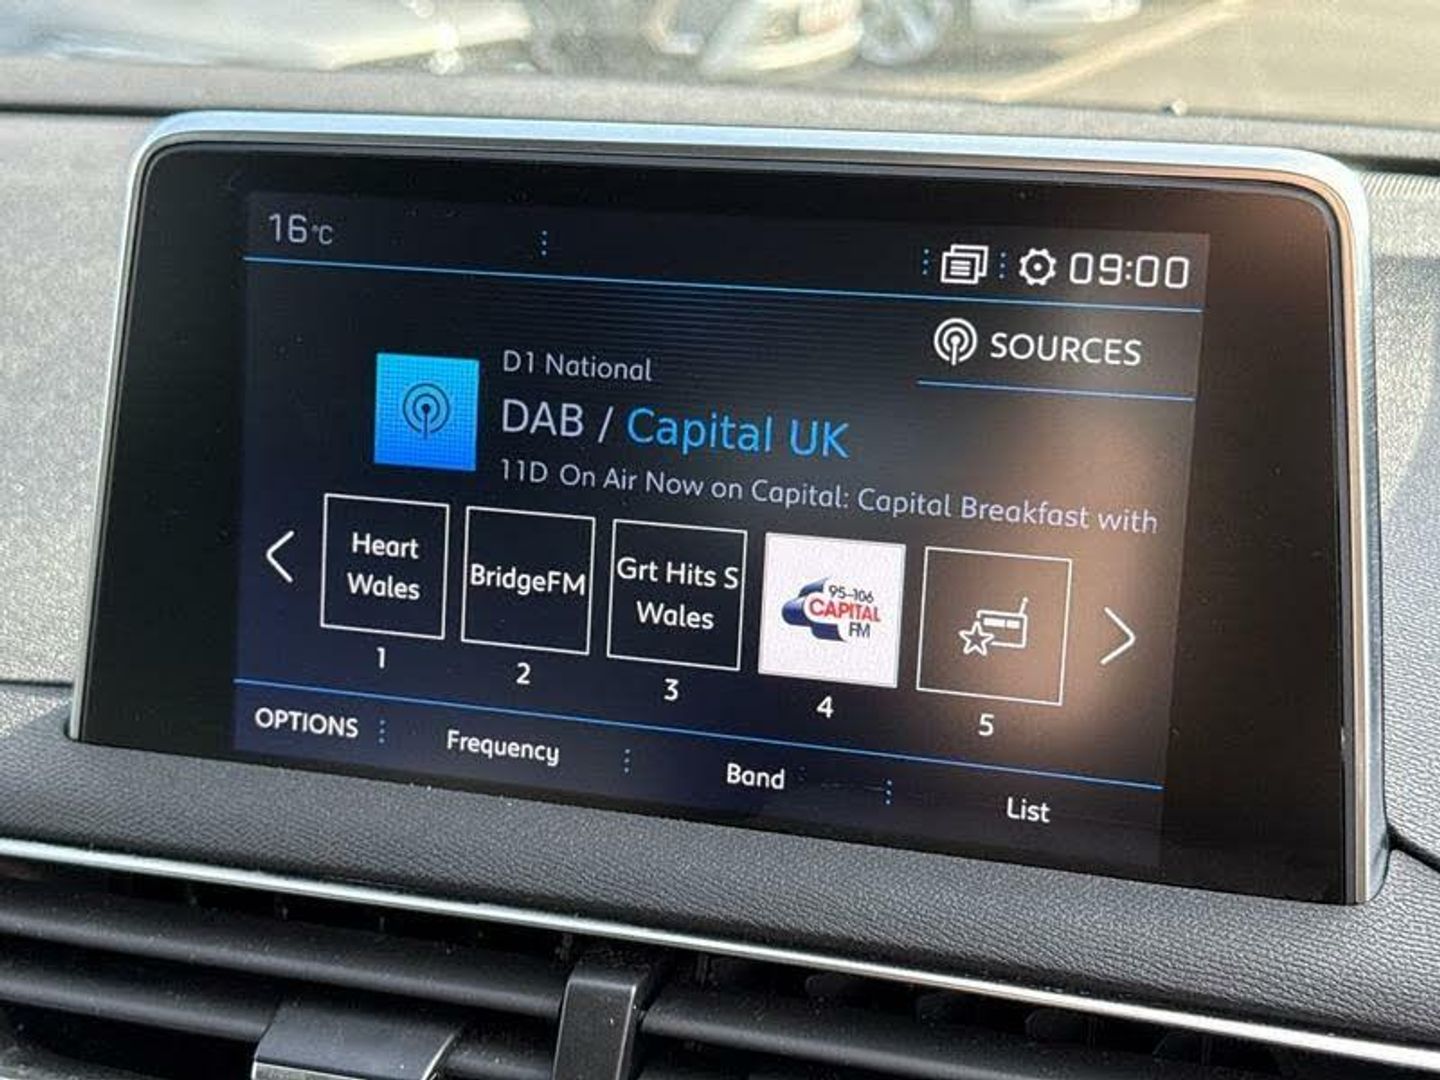 16°C
09:00
SOURCES
D1 National
DAB / Capital UK
11D On Air Now on Capital: Capital Breakfast with
Heart
Wales
BridgeFM
Grt Hits S
Wales
95-106
CAPITAL
FM
1
2
3
4
5
OPTIONS
Frequency
Band
List